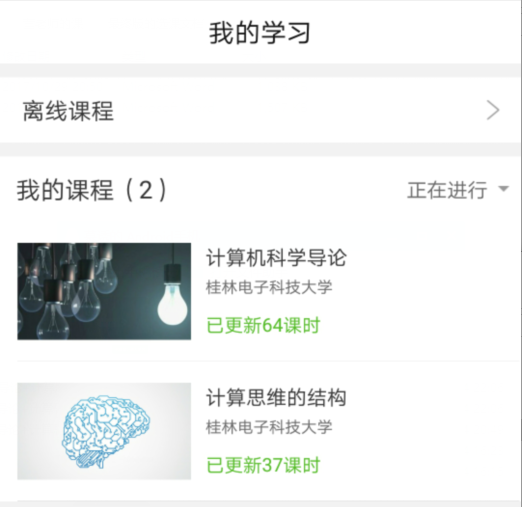 我的学习
离线课程
我的课程（2） 正在进行
计算机科学导论
桂林电子科技大学
已更新64课时
计算思维的结构
桂林电子科技大学
已更新37课时